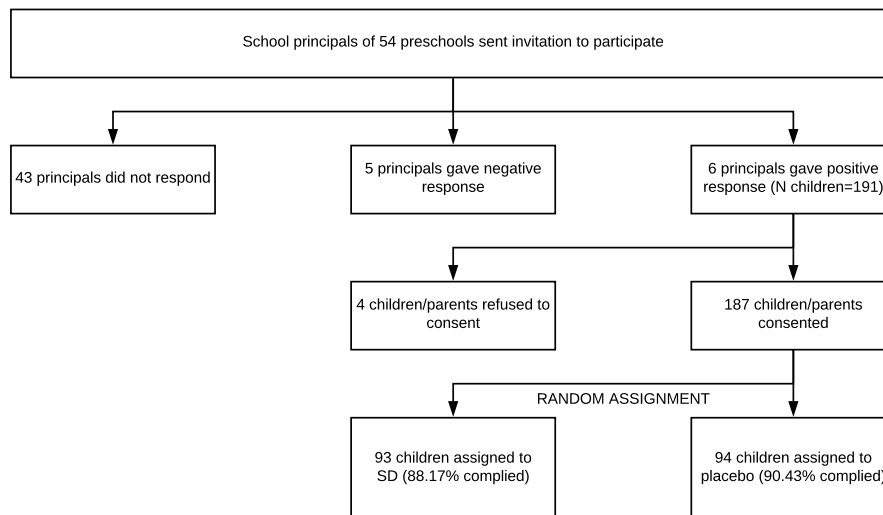 School principals of 54 preschools sent invitation to participate
43 principals did not respond
5 principals gave negative
response
6 principals gave positive
response (N children=191)
4 children/parents refused to
consent
187 children/parents
consented
RANDOM ASSIGNMENT
93 children assigned to
SD (88.17% complied)
94 children assigned to
placebo (90.43% complied)